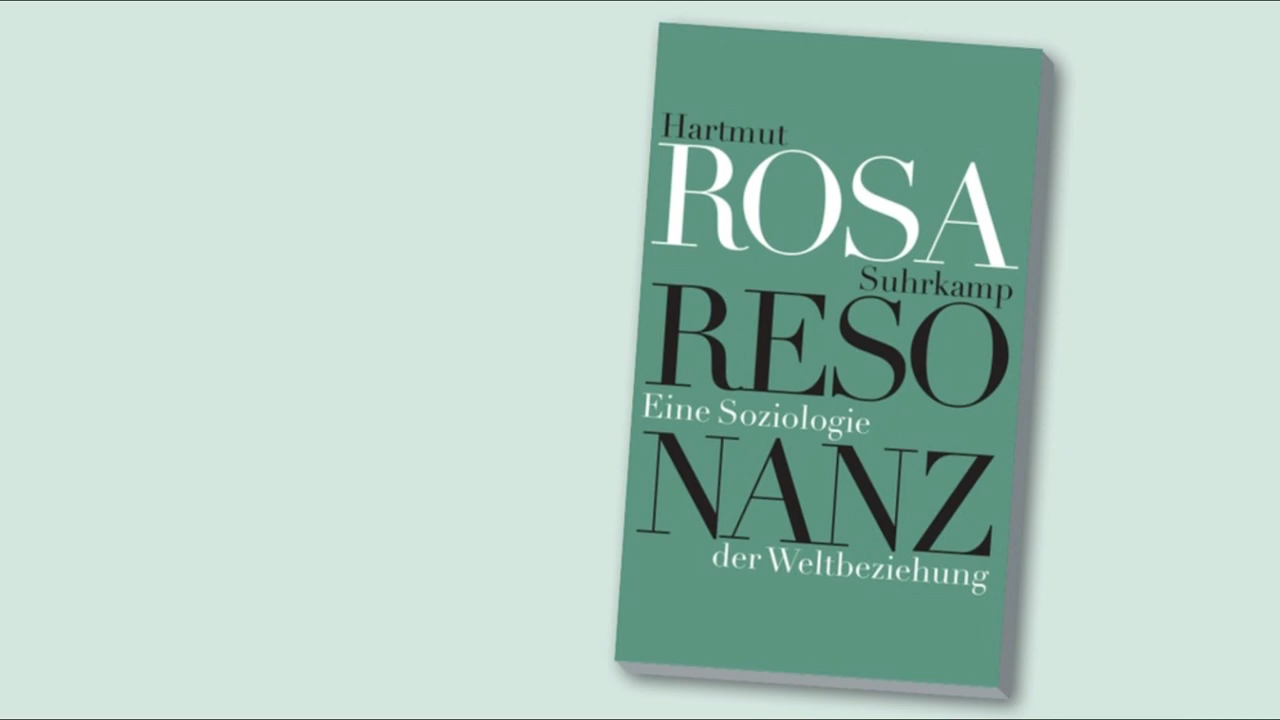 Hartmut
ROSA
Suhrkamp
RESO
Eine Soziologie
NANZ
der Weltbeziehung